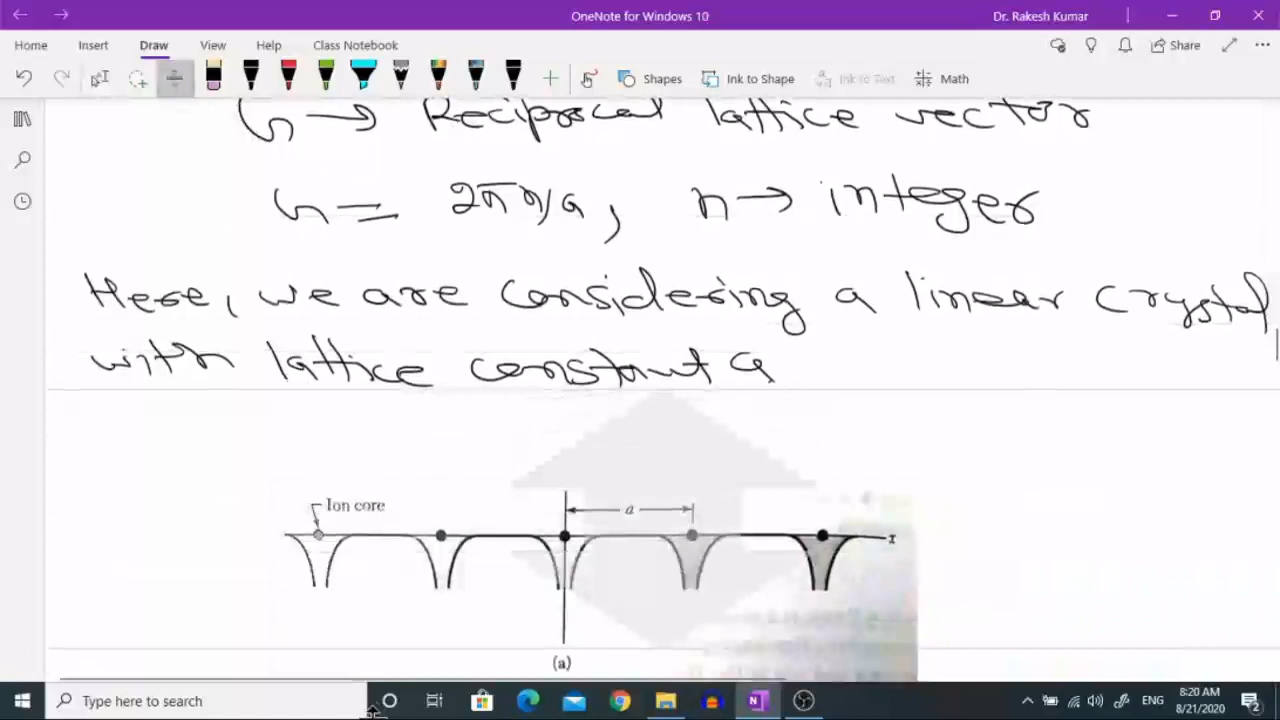 OneNote for Windows 10
Dr. Rakesh Kumar
Home Insert Draw View Help Class Notebook Share
Shapes Ink to Shape Ink to Text Math
G → Reciprocal lattice vector
G = 2πn/a, n → integer
Here, we are considering a linear crystal,
with lattice constant a
Ion core
a
x
(a)
Type here to search
ENG
8:20 AM
8/21/2020
2